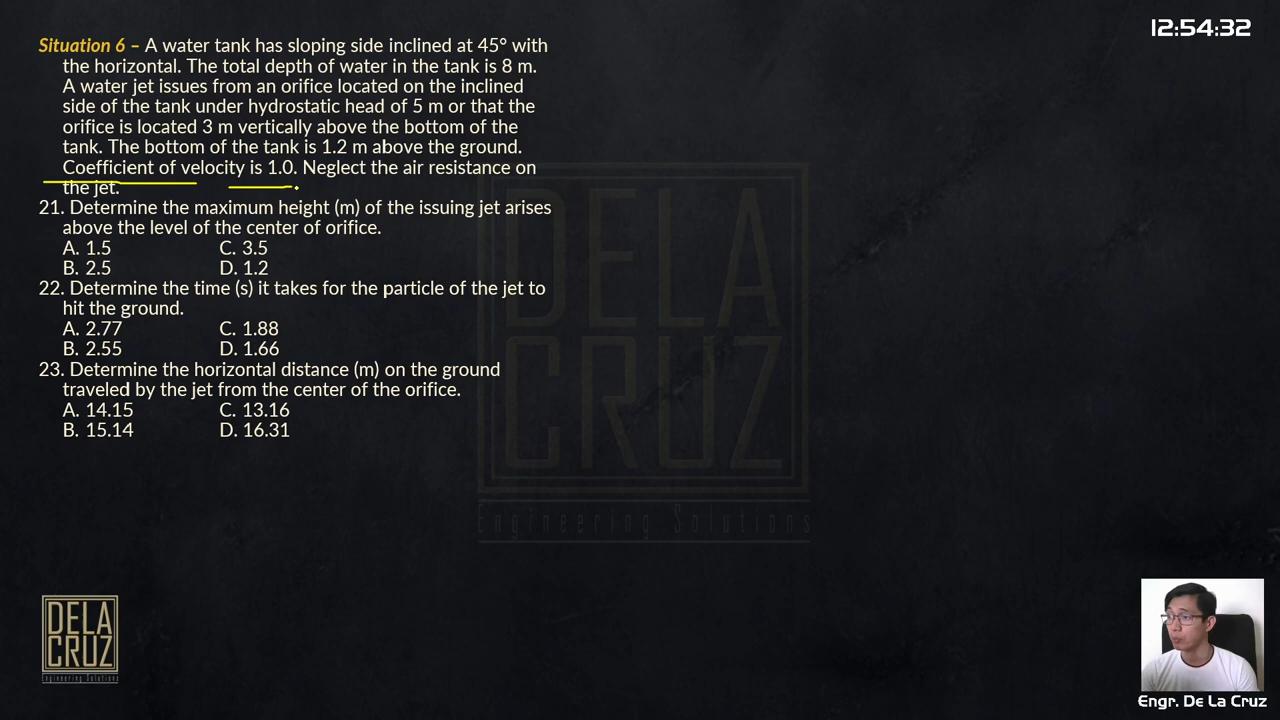 12:54:32
Situation 6 – A water tank has sloping side inclined at 45° with
the horizontal. The total depth of water in the tank is 8 m.
A water jet issues from an orifice located on the inclined
side of the tank under hydrostatic head of 5 m or that the
orifice is located 3 m vertically above the bottom of the
tank. The bottom of the tank is 1.2 m above the ground.
Coefficient of velocity is 1.0. Neglect the air resistance on
the jet.
21. Determine the maximum height (m) of the issuing jet arises
above the level of the center of orifice.
A. 1.5 C. 3.5
B. 2.5 D. 1.2
22. Determine the time (s) it takes for the particle of the jet to
hit the ground.
A. 2.77 C. 1.88
B. 2.55 D. 1.66
23. Determine the horizontal distance (m) on the ground
traveled by the jet from the center of the orifice.
A. 14.15 C. 13.16
B. 15.14 D. 16.31
DELA
CRUZ
Engineering Solutions
DELA
CRUZ
Engineering Solutions
Engr. De La Cruz